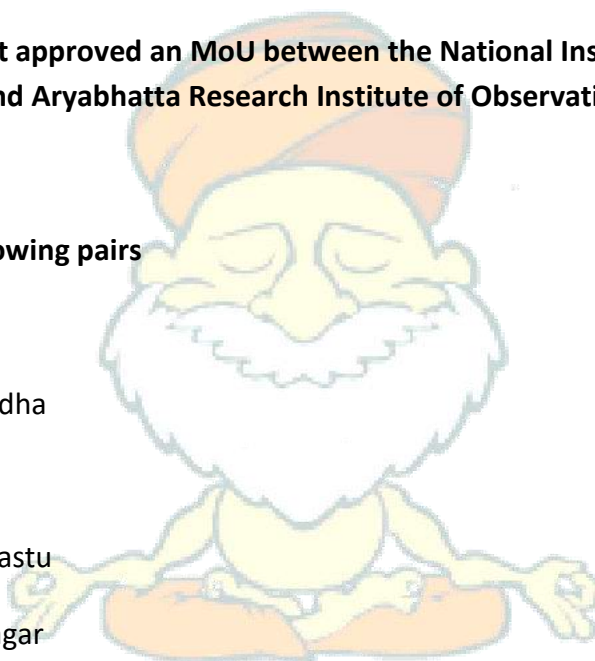 t approved an MoU between the National Ins
nd Aryabhatta Research Institute of Observati
owing pairs
dha
astu
gar